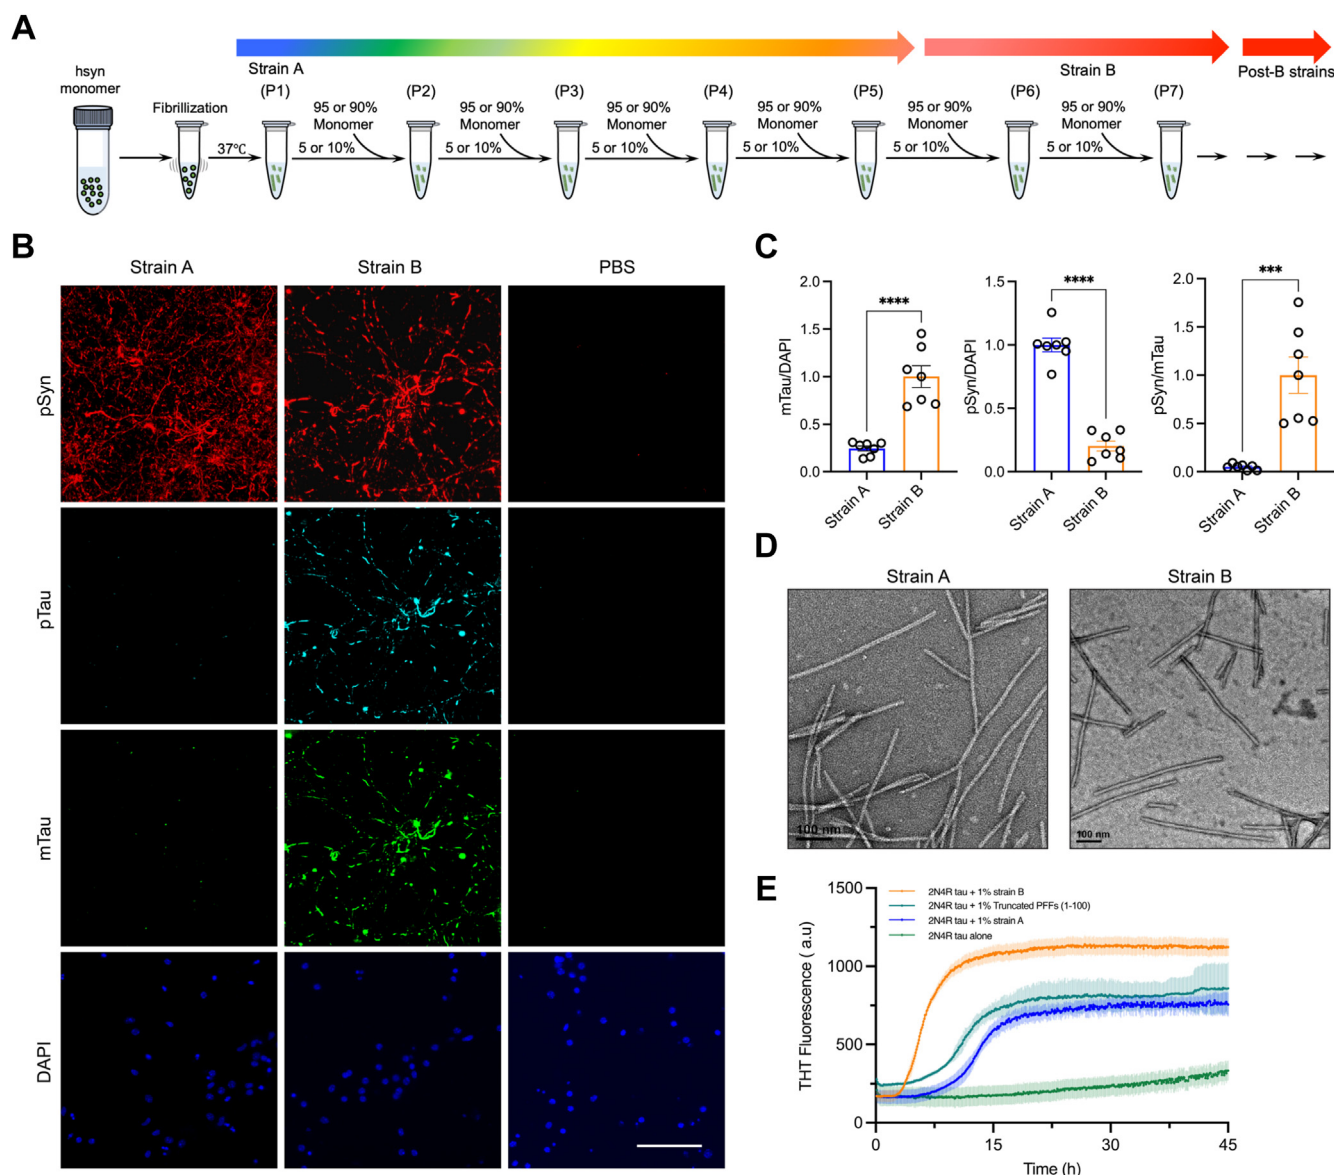 A
Strain A
Strain B
Post-B strains
hsyn
monomer
Fibrillization
37℃
(P1)
(P2)
(P3)
(P4)
(P5)
(P6)
(P7)
95 or 90%
Monomer
5 or 10%
95 or 90%
Monomer
5 or 10%
95 or 90%
Monomer
5 or 10%
95 or 90%
Monomer
5 or 10%
95 or 90%
Monomer
5 or 10%
95 or 90%
Monomer
5 or 10%
B
Strain A
Strain B
PBS
pSyn
pTau
mTau
DAPI
C
mTau/DAPI
2.0
1.5
1.0
0.5
0.0
****
Strain A
Strain B
pSyn/DAPI
1.5
1.0
0.5
0.0
****
Strain A
Strain B
pSyn/mTau
2.0
1.5
1.0
0.5
0.0
***
Strain A
Strain B
D
Strain A
Strain B
100 nm
100 nm
E
THT Fluorescence ( a.u)
1500
1000
500
0
2N4R tau + 1% strain B
2N4R tau + 1% Truncated PFFs (1-100)
2N4R tau + 1% strain A
2N4R tau alone
0
15
30
45
Time (h)